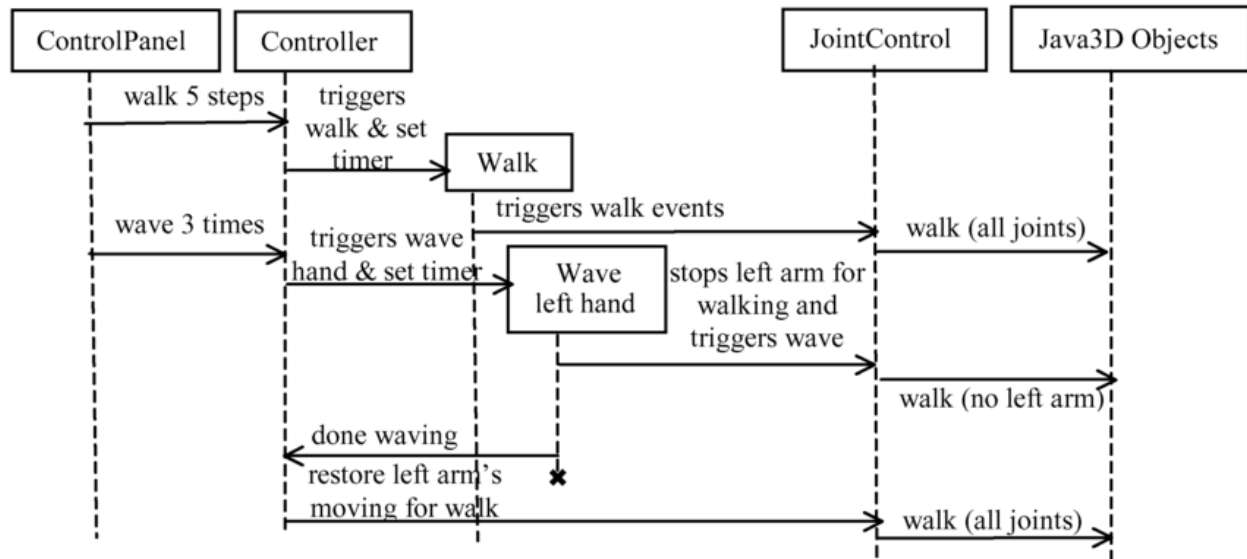 ControlPanel
Controller
JointControl
Java3D Objects
walk 5 steps
triggers
walk & set
timer
Walk
triggers walk events
wave 3 times
walk (all joints)
triggers wave
hand & set timer
Wave
left hand
stops left arm for
walking and
triggers wave
walk (no left arm)
done waving
restore left arm's
moving for walk
walk (all joints)